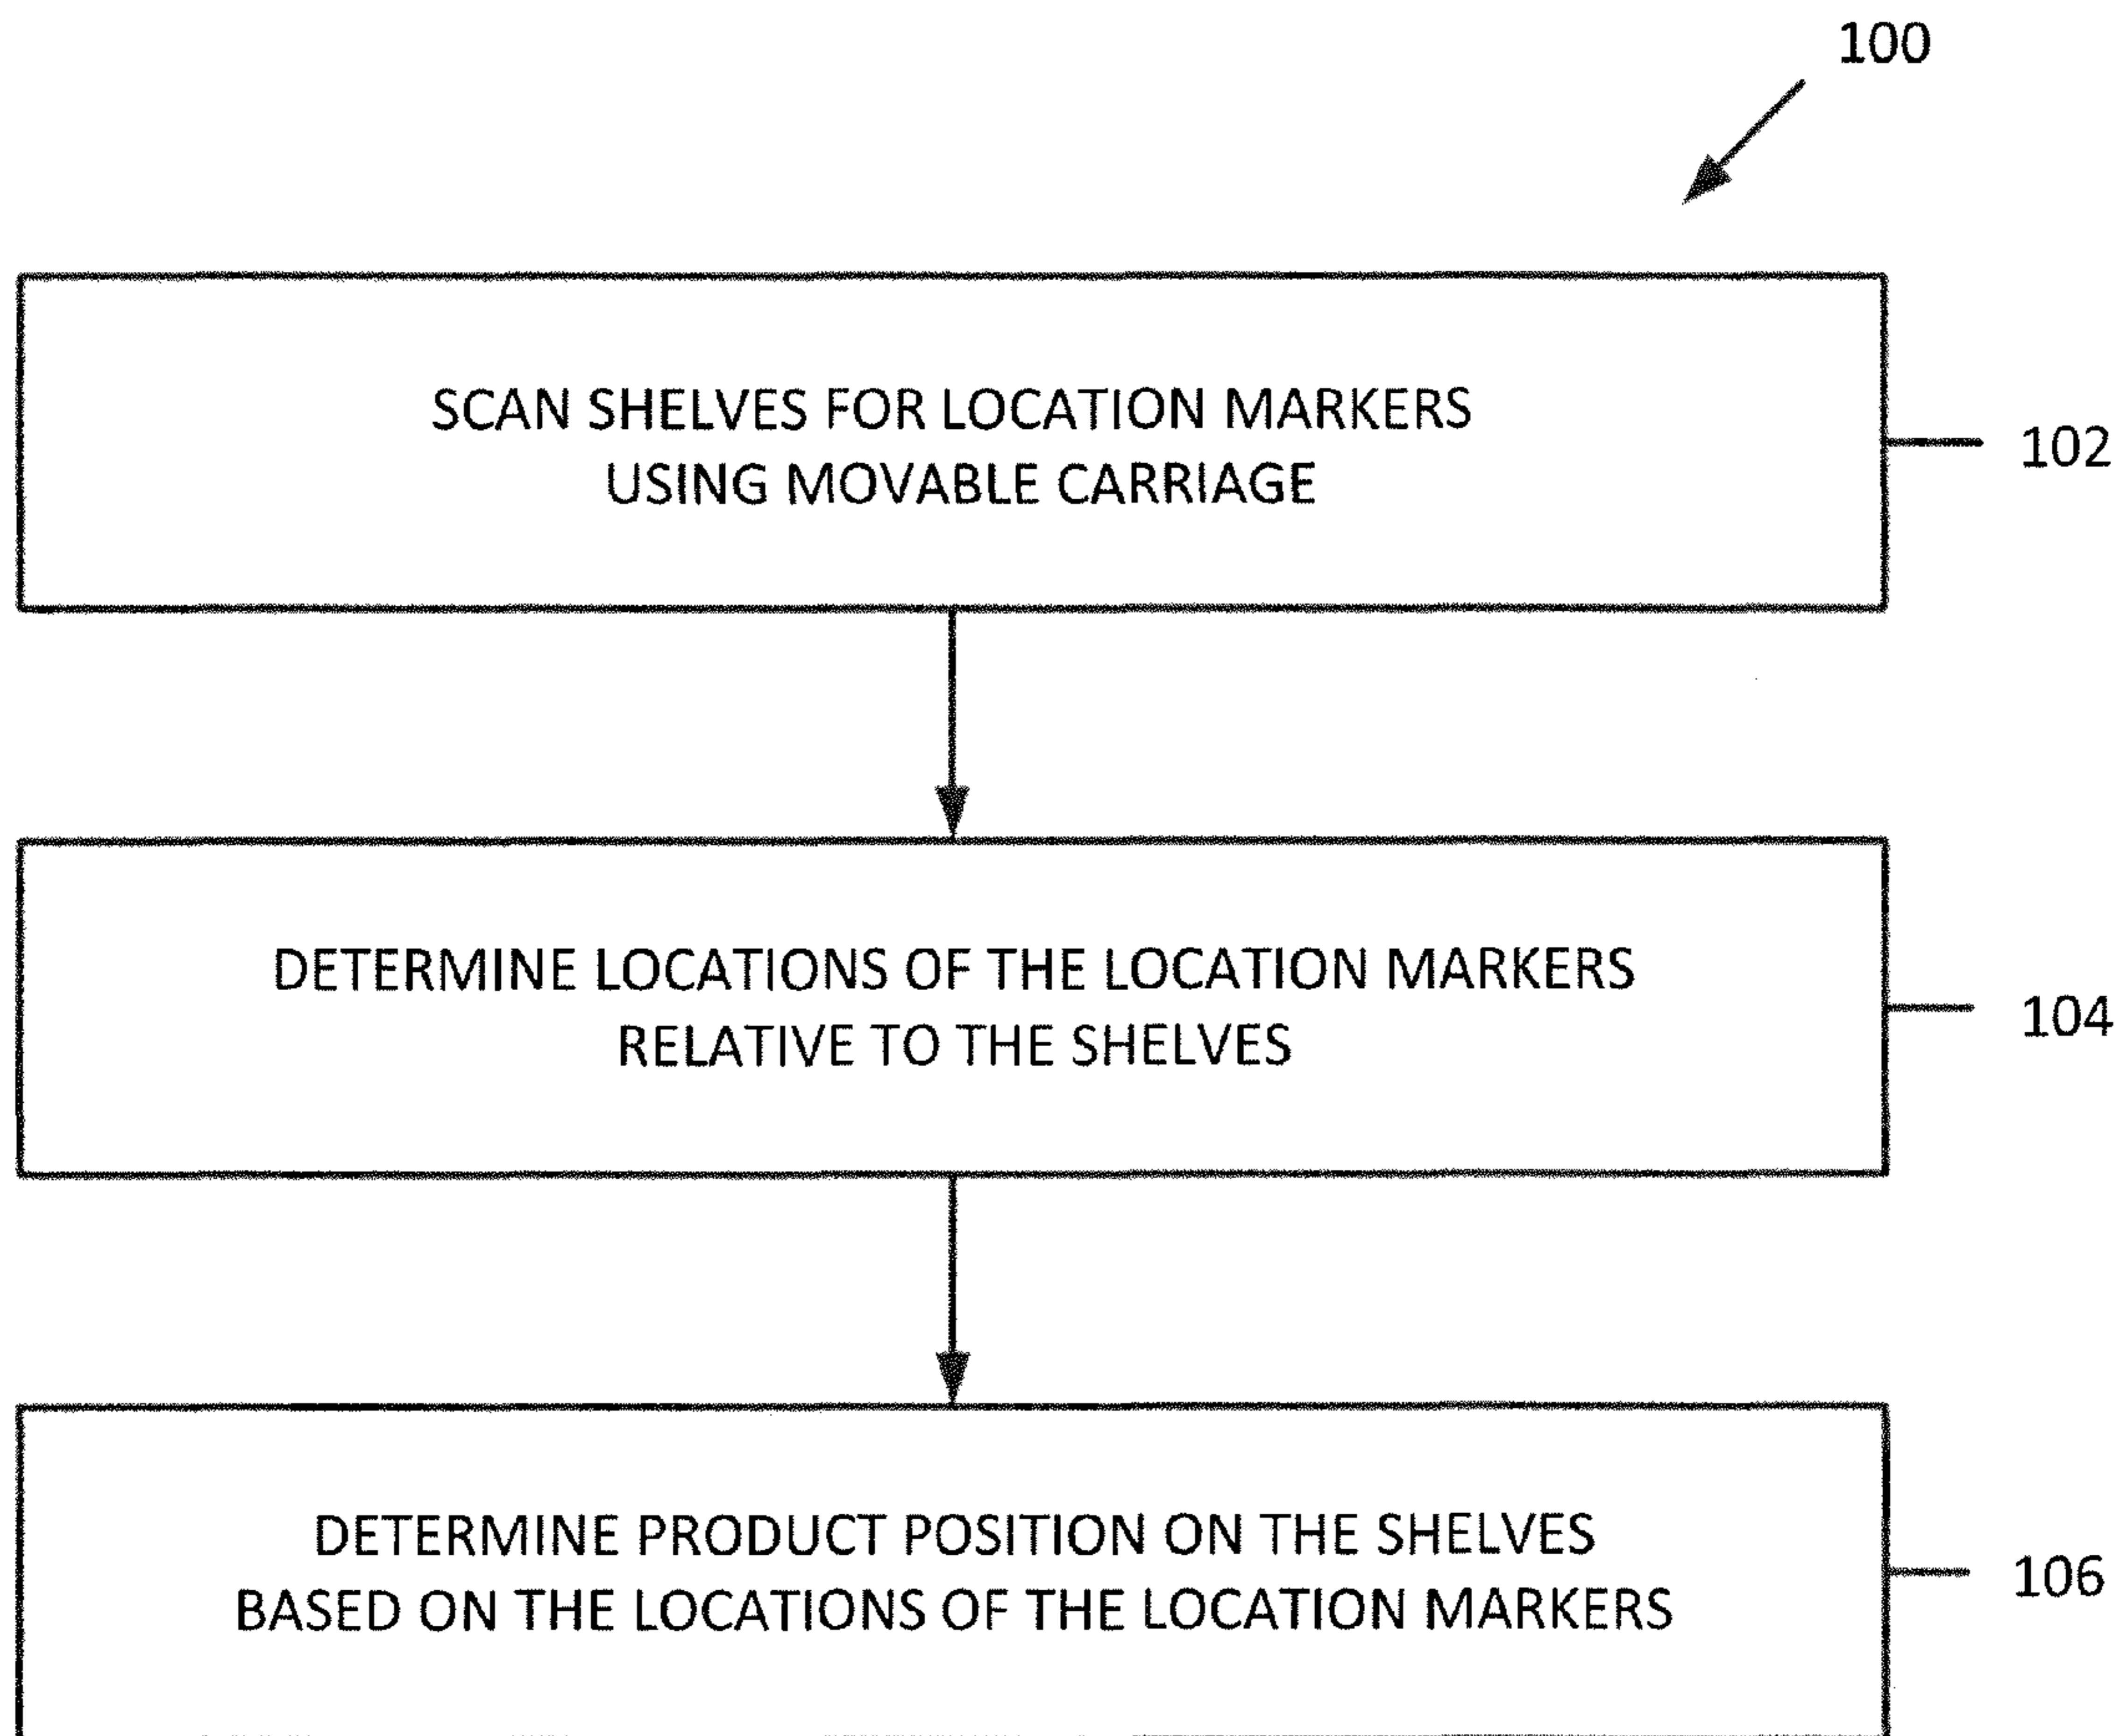 100
SCAN SHELVES FOR LOCATION MARKERS
USING MOVABLE CARRIAGE
102
DETERMINE LOCATIONS OF THE LOCATION MARKERS
RELATIVE TO THE SHELVES
104
DETERMINE PRODUCT POSITION ON THE SHELVES
BASED ON THE LOCATIONS OF THE LOCATION MARKERS
106